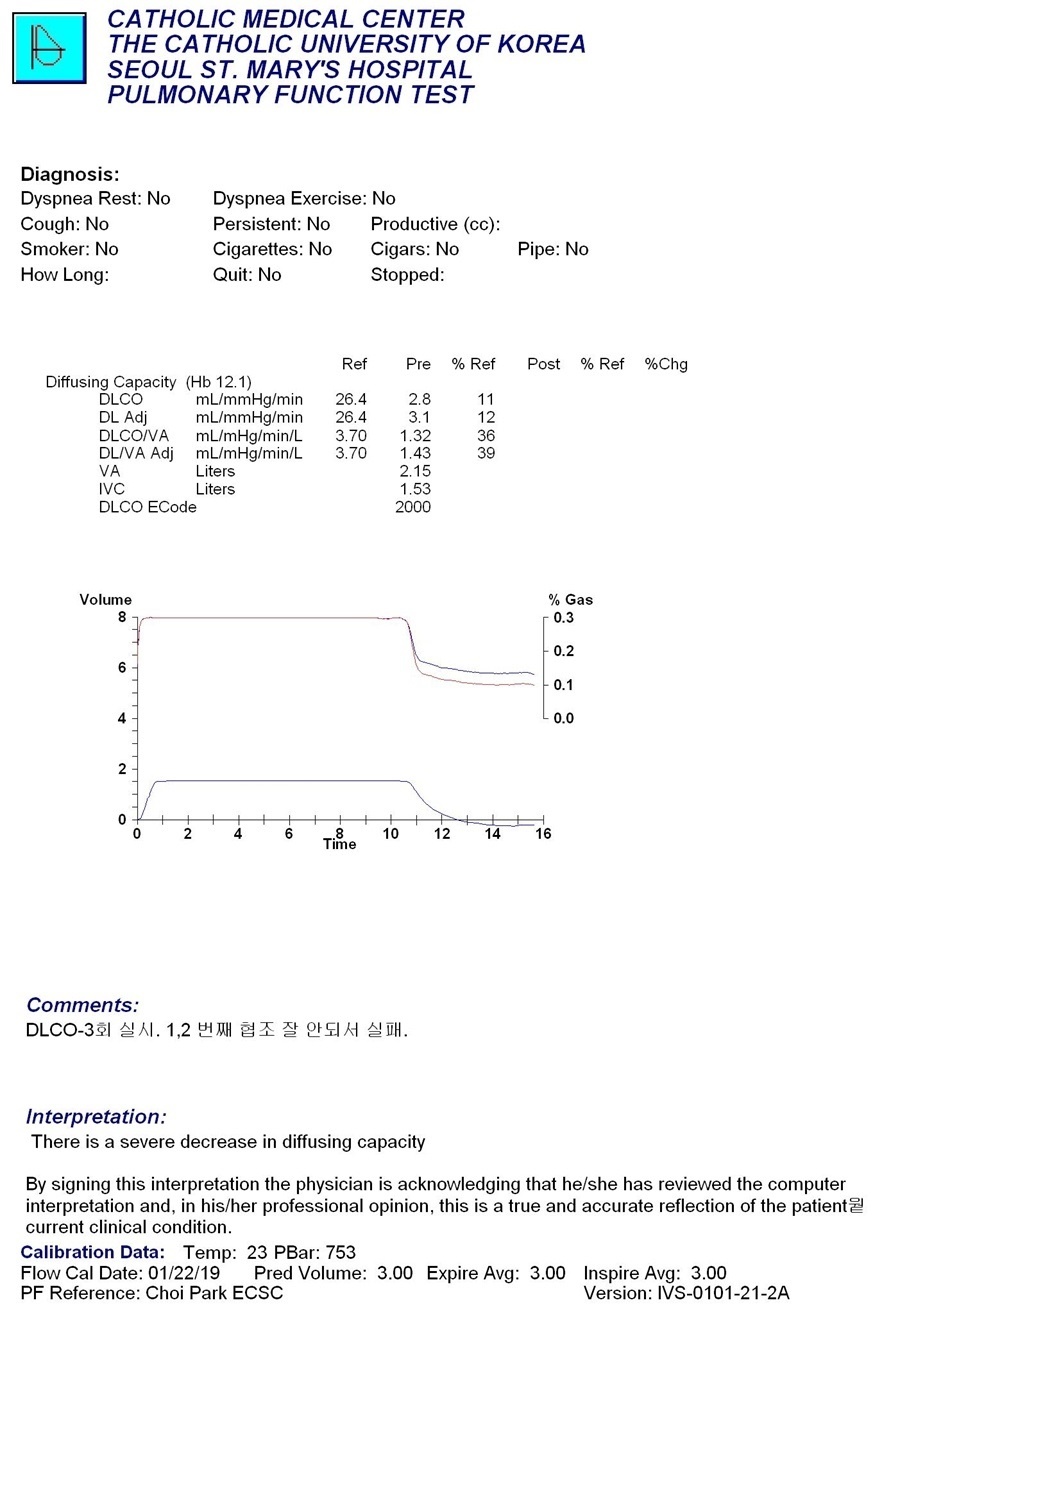 CATHOLIC MEDICAL CENTER
THE CATHOLIC UNIVERSITY OF KOREA
SEOUL ST. MARY'S HOSPITAL
PULMONARY FUNCTION TEST
Diagnosis:
Dyspnea Rest: No Dyspnea Exercise: No
Cough: No Persistent: No Productive (cc):
Smoker: No Cigarettes: No Cigars: No Pipe: No
How Long: Quit: No Stopped:
Ref Pre % Ref Post % Ref %Chg
Diffusing Capacity (Hb 12.1)
DLCO mL/mmHg/min 26.4 2.8 11
DL Adj mL/mmHg/min 26.4 3.1 12
DLCO/VA mL/mHg/min/L 3.70 1.32 36
DL/VA Adj mL/mHg/min/L 3.70 1.43 39
VA Liters 2.15
IVC Liters 1.53
DLCO ECode 2000
Volume % Gas
8 0.3
0.2
6
0.1
4 0.0
2
0
0 2 4 6 8 10 12 14 16
Time
Comments:
DLCO-3회 실시. 1,2 번째 협조 잘 안되서 실패.
Interpretation:
There is a severe decrease in diffusing capacity
By signing this interpretation the physician is acknowledging that he/she has reviewed the computer
interpretation and, in his/her professional opinion, this is a true and accurate reflection of the patient
current clinical condition.
Calibration Data: Temp: 23 PBar: 753
Flow Cal Date: 01/22/19 Pred Volume: 3.00 Expire Avg: 3.00 Inspire Avg: 3.00
PF Reference: Choi Park ECSC Version: IVS-0101-21-2A